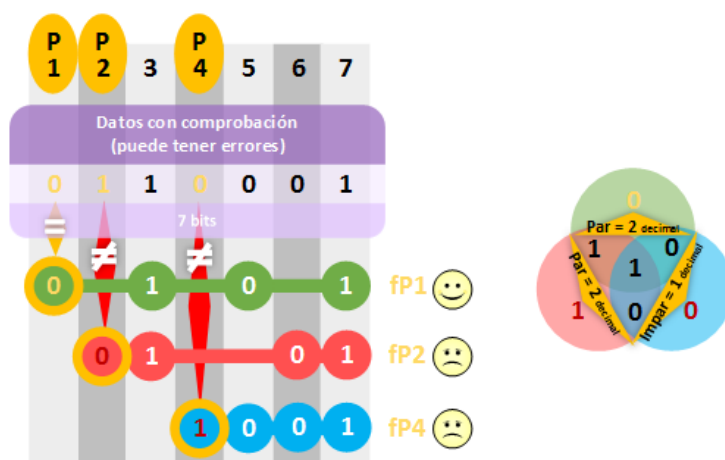 P P P
1 2 3 4 5 6 7
Datos con comprobación
(puede tener errores)
0 1 1 0 0 0 1
7 bits
= ≠ ≠
0 1 0 1 fP1
0 1 0 1 fP2
1 0 0 1 fP4
0
Par = 2 decimal
1 0
1
Par = 2 decimal
Impar = 1 decimal
1 0 0